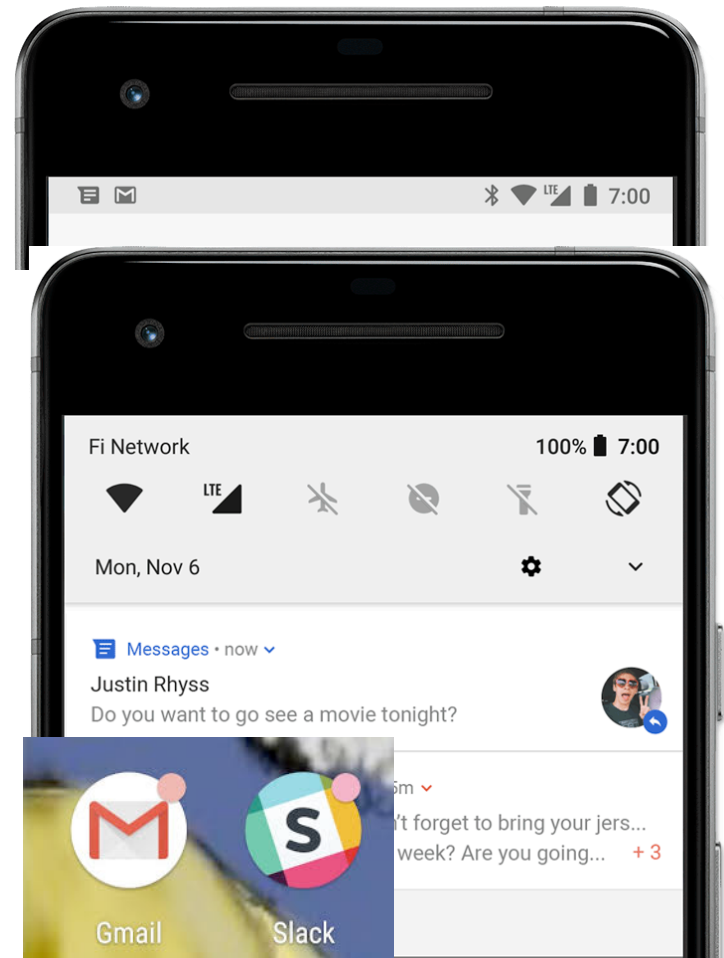 LTE 7:00
Fi Network 100% 7:00
LTE
Mon, Nov 6
Messages • now
Justin Rhyss
Do you want to go see a movie tonight?
5m
't forget to bring your jers...
week? Are you going... + 3
S
Gmail Slack